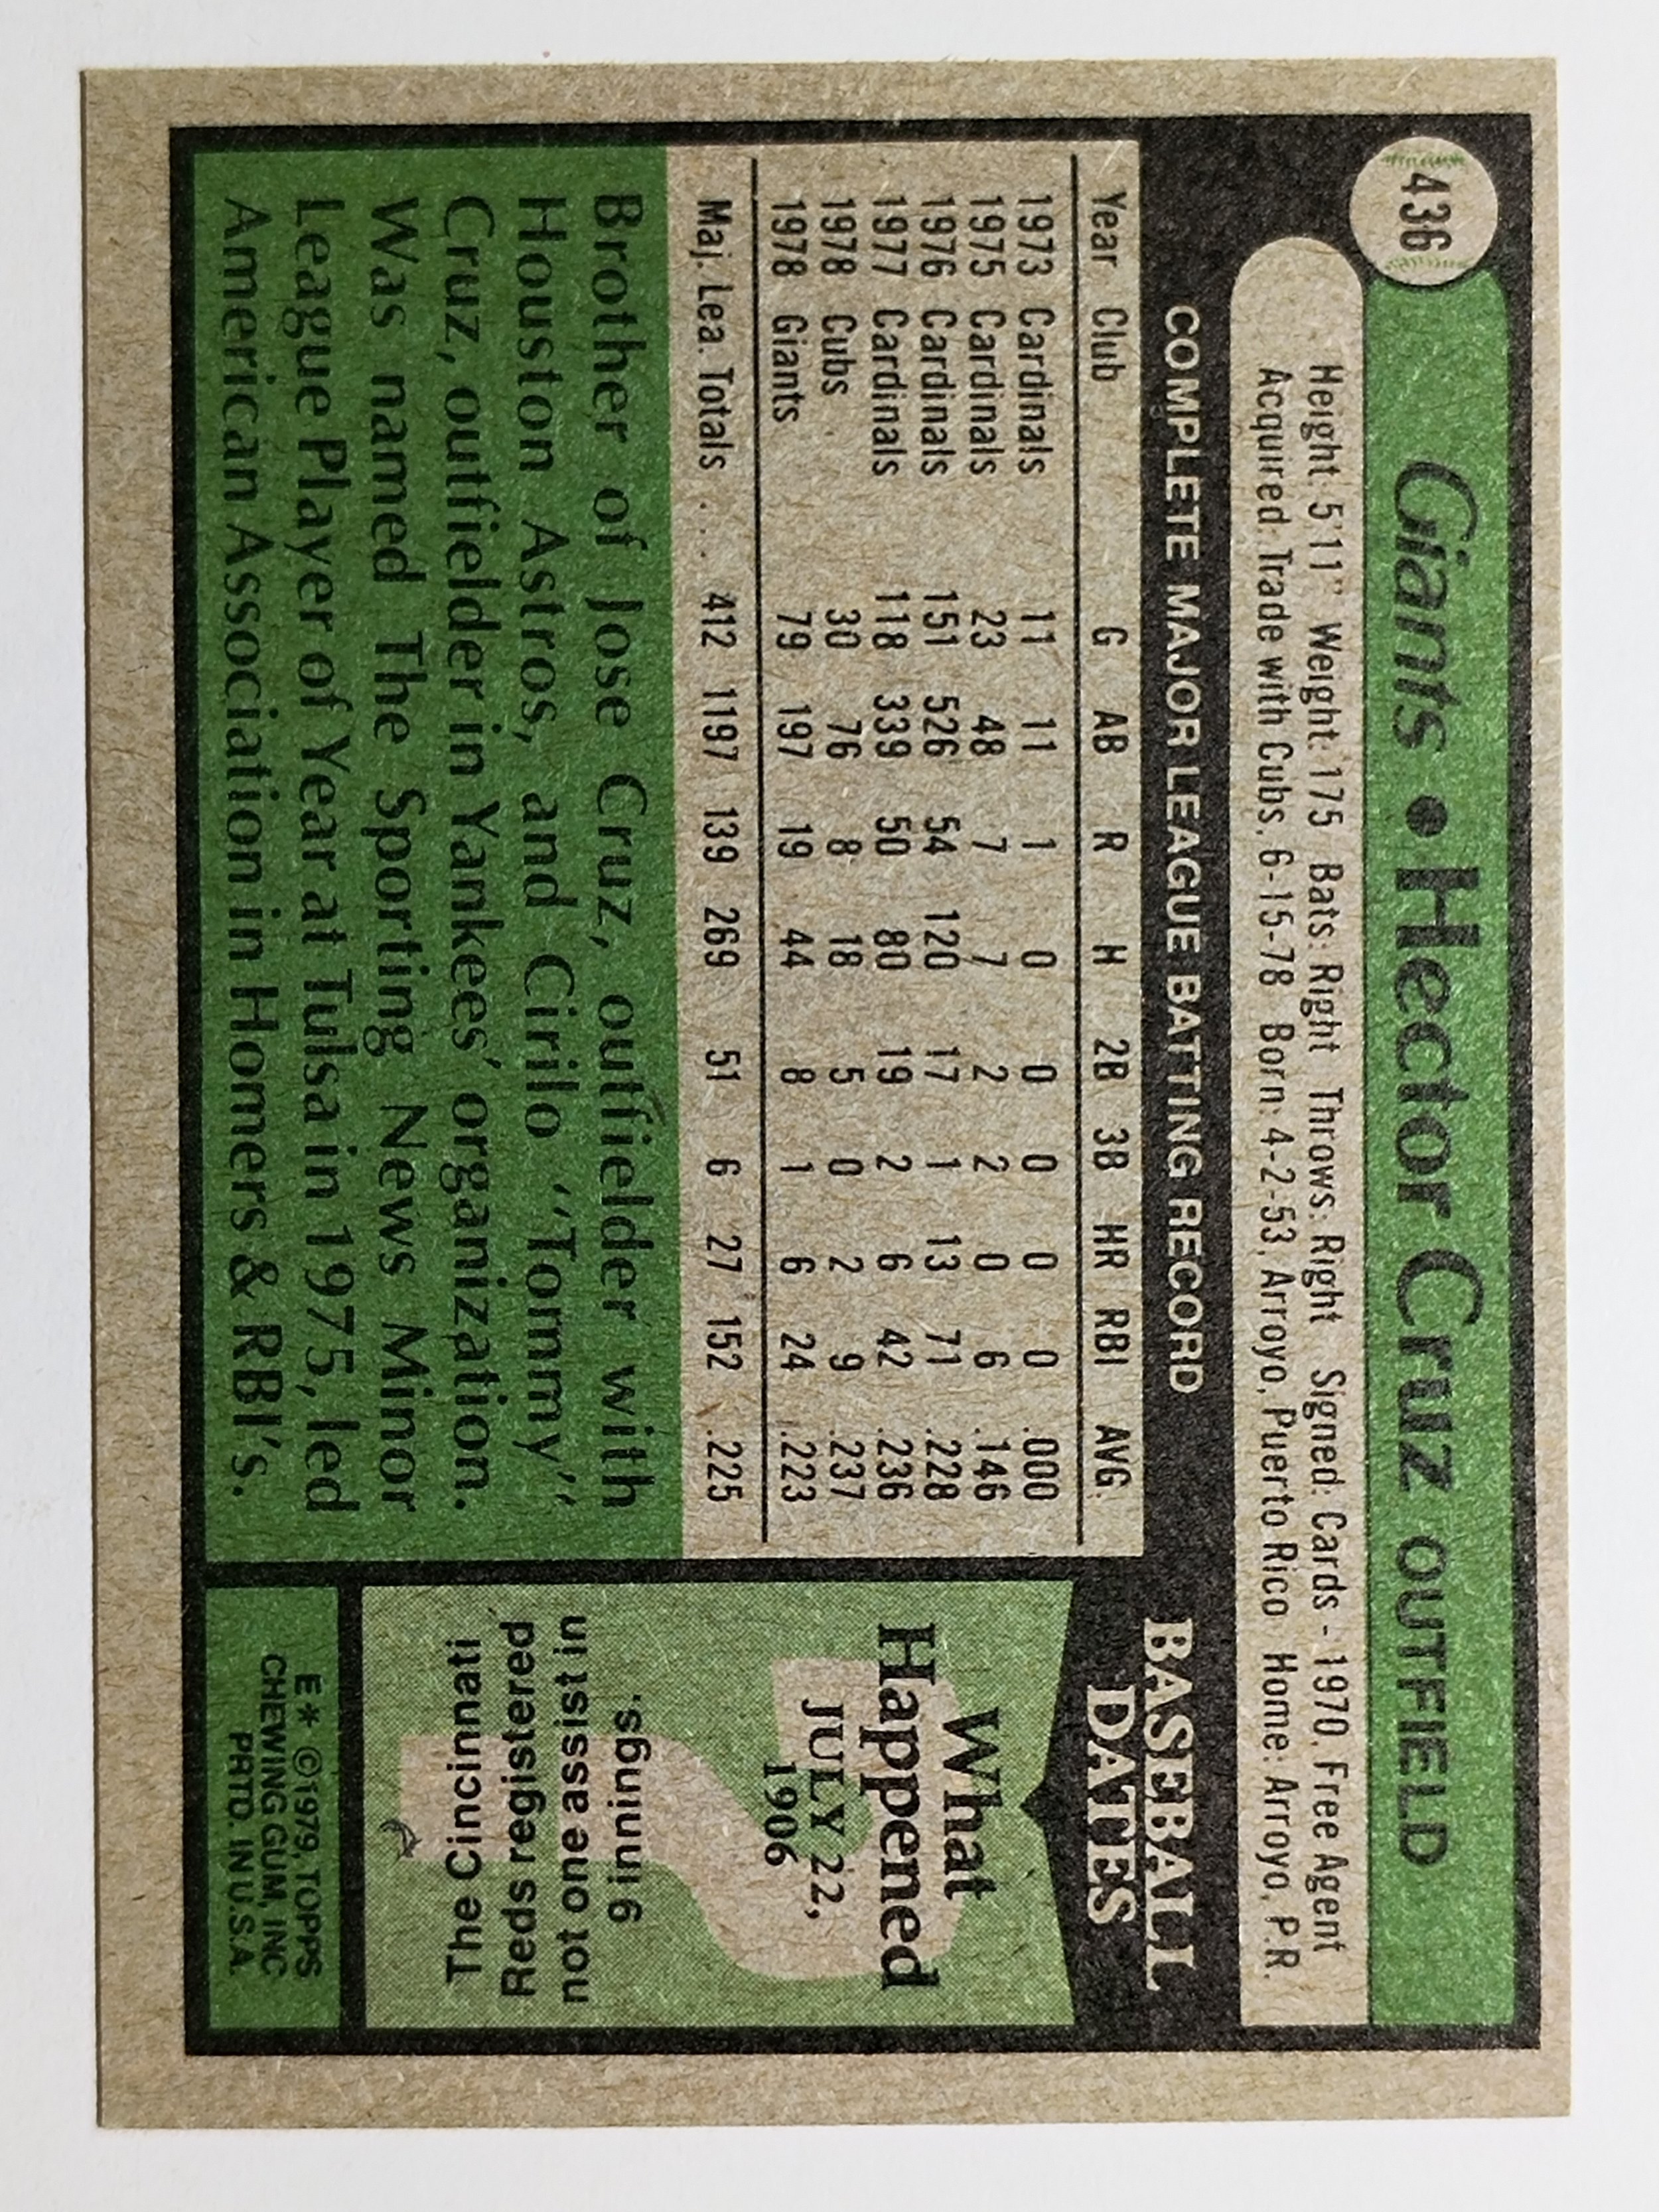 436
Giants • Hector Cruz OUTFIELD
Height: 5'11" Weight: 175 Bats: Right Throws: Right Signed: Cards - 1970, Free Agent
Acquired: Trade with Cubs, 6-15-78 Born: 4-2-53, Arroyo, Puerto Rico Home: Arroyo, P.R.
COMPLETE MAJOR LEAGUE BATTING RECORD
Year Club G AB R H 2B 3B HR RBI AVG.
1973 Cardinals 11 11 1 0 0 0 0 0 .000
1975 Cardinals 23 48 7 7 2 2 0 6 .146
1976 Cardinals 151 526 54 120 17 1 13 71 .228
1977 Cardinals 118 339 50 80 19 2 6 42 .236
1978 Cubs 30 76 8 18 5 0 2 9 .237
1978 Giants 79 197 19 44 8 1 6 24 .223
Maj. Lea. Totals . . . 412 1197 139 269 51 6 27 152 .225
Brother of Jose Cruz, outfielder with
Houston Astros, and Cirilo "Tommy"
Cruz, outfielder in Yankees' organization.
Was named The Sporting News Minor
League Player of Year at Tulsa in 1975, led
American Association in Homers & RBI's.
BASEBALL
DATES
What
Happened
JULY 22,
1906
?
The Cincinnati
Reds registered
not one assist in
9 innings.
E* ©1979, TOPPS
CHEWING GUM, INC
PRTD. IN U.S.A.